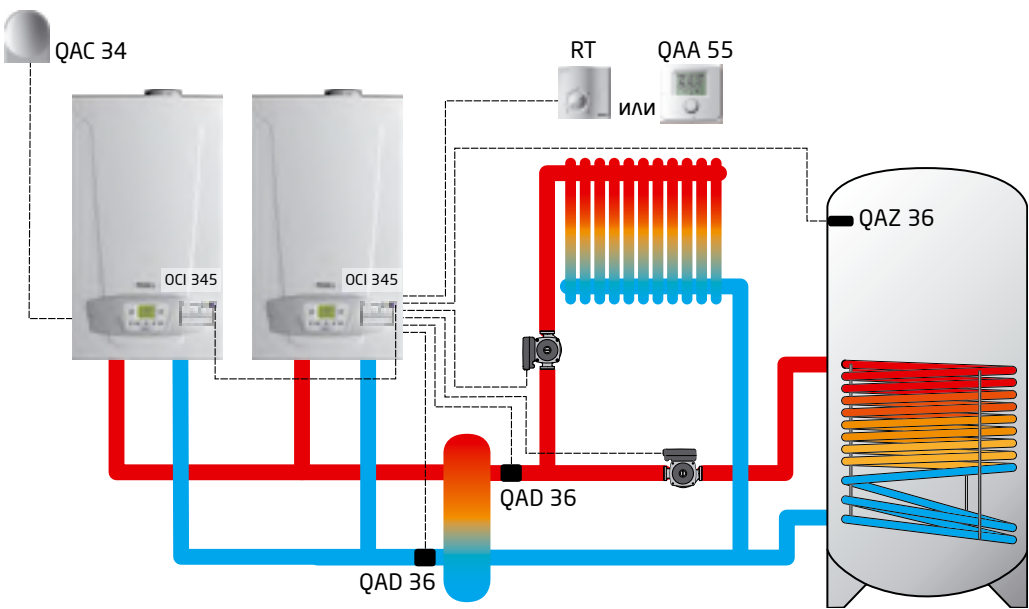 QAC 34
RT
QAA 55
или
QAZ 36
OCI 345
OCI 345
QAD 36
QAD 36